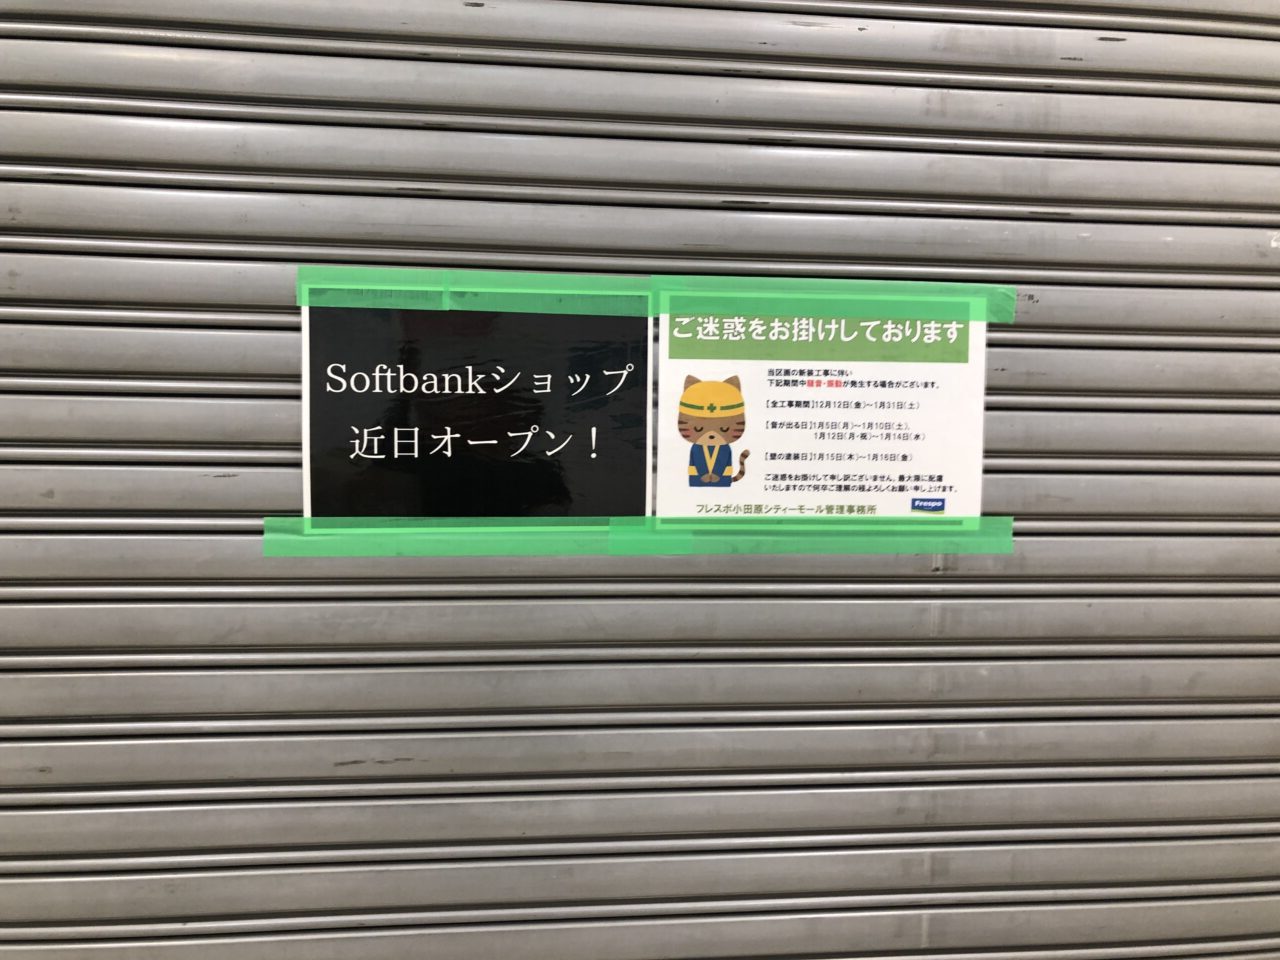 Softbankショップ
近日オープン！
ご迷惑をお掛けしております
当区画の新装工事に伴い
下記期間中騒音・振動が発生する場合がございます。
【全工事期間】12月12日(金)～1月31日(土)
【音が出る日】1月5日(月)～1月10日(土)、
1月12日(月・祝)～1月14日(水)
【壁の塗装日】1月15日(木)～1月16日(金)
ご迷惑をお掛けして申し訳ございません。最大限に配慮
いたしますので何卒ご理解の程よろしくお願い申し上げます。
フレスポ小田原シティーモール管理事務所
Frespo